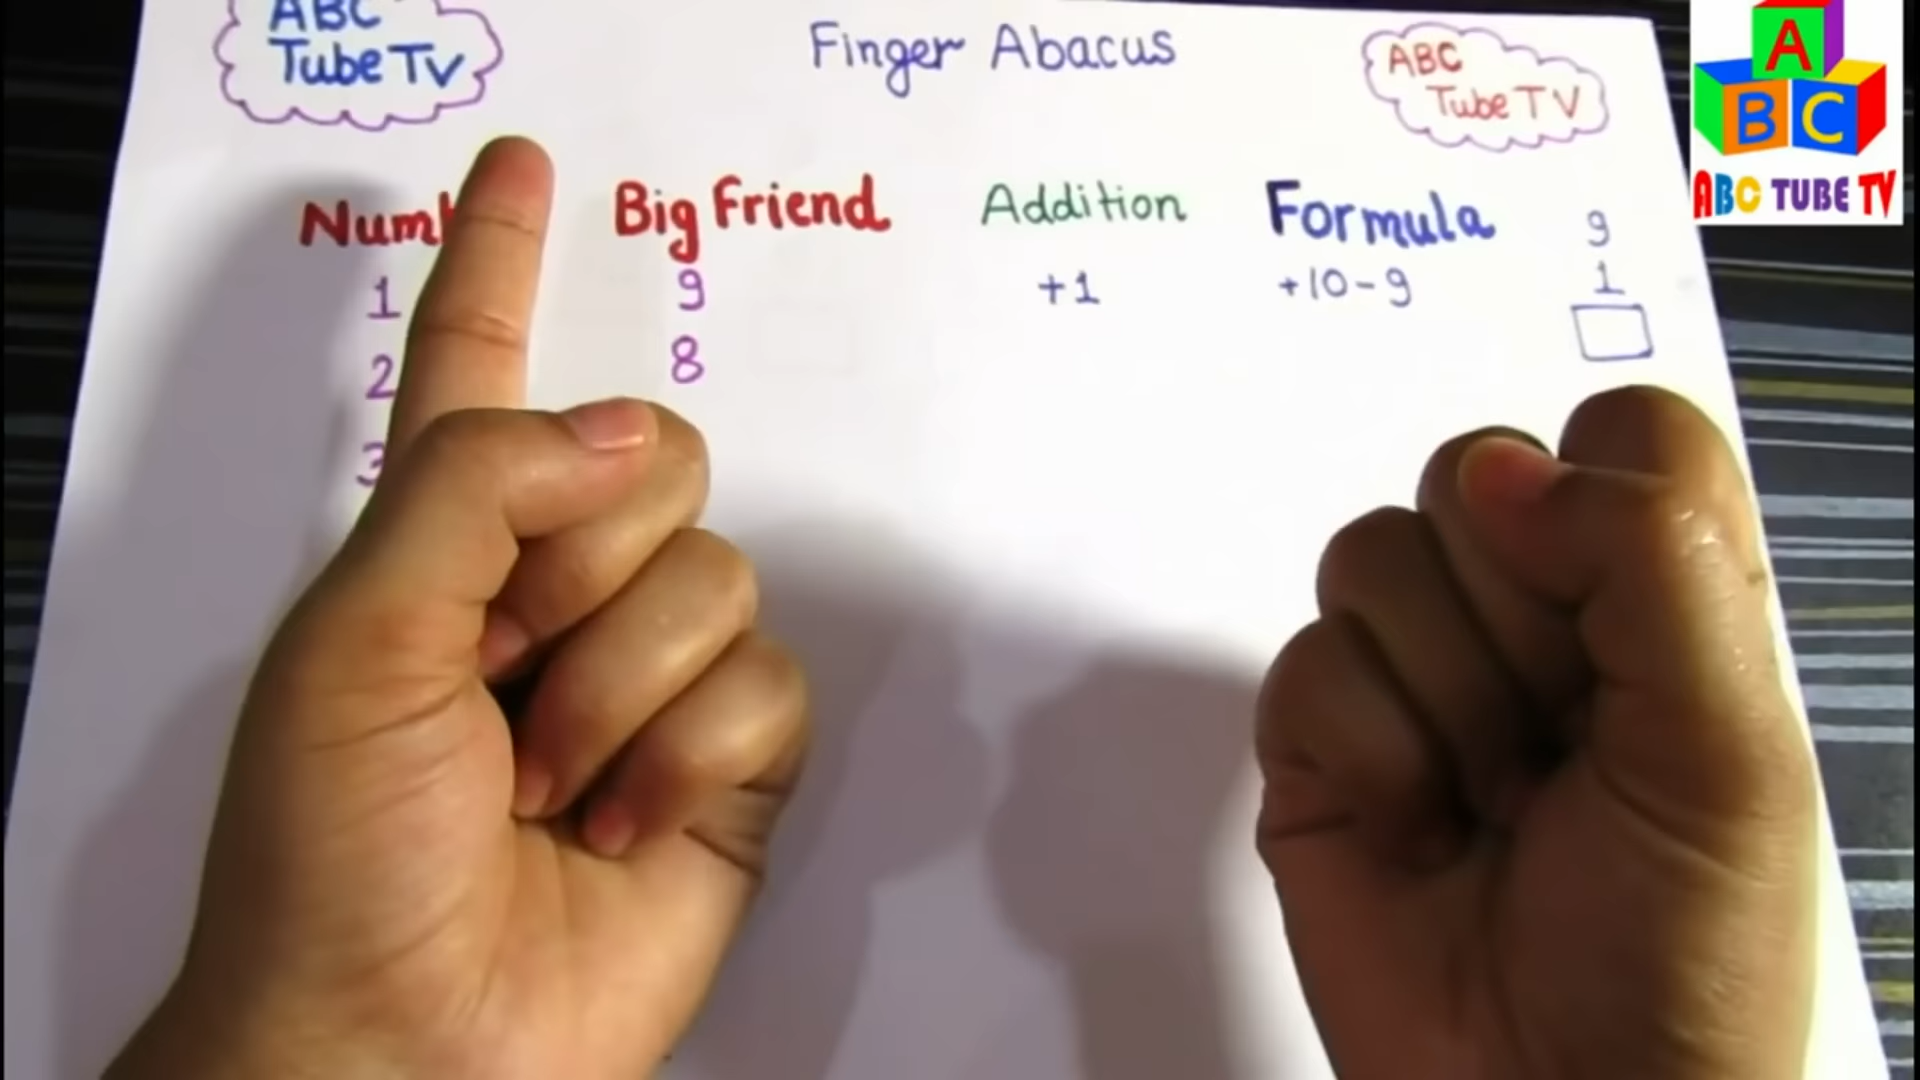 ABC
Tube TV
Finger Abacus
ABC
Tube TV
A
B C
ABC TUBE TV
Big Friend
Addition
Formula
9
1
9
+1
+10-9
1
2
8
3